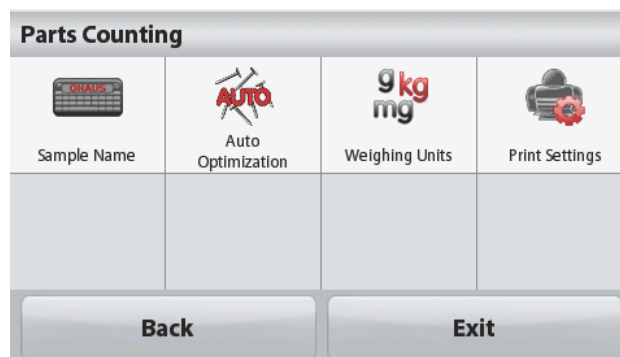 Parts Counting
OHAUS
AUTO
g kg
mg
Sample Name
Auto
Optimization
Weighing Units
Print Settings
Back
Exit